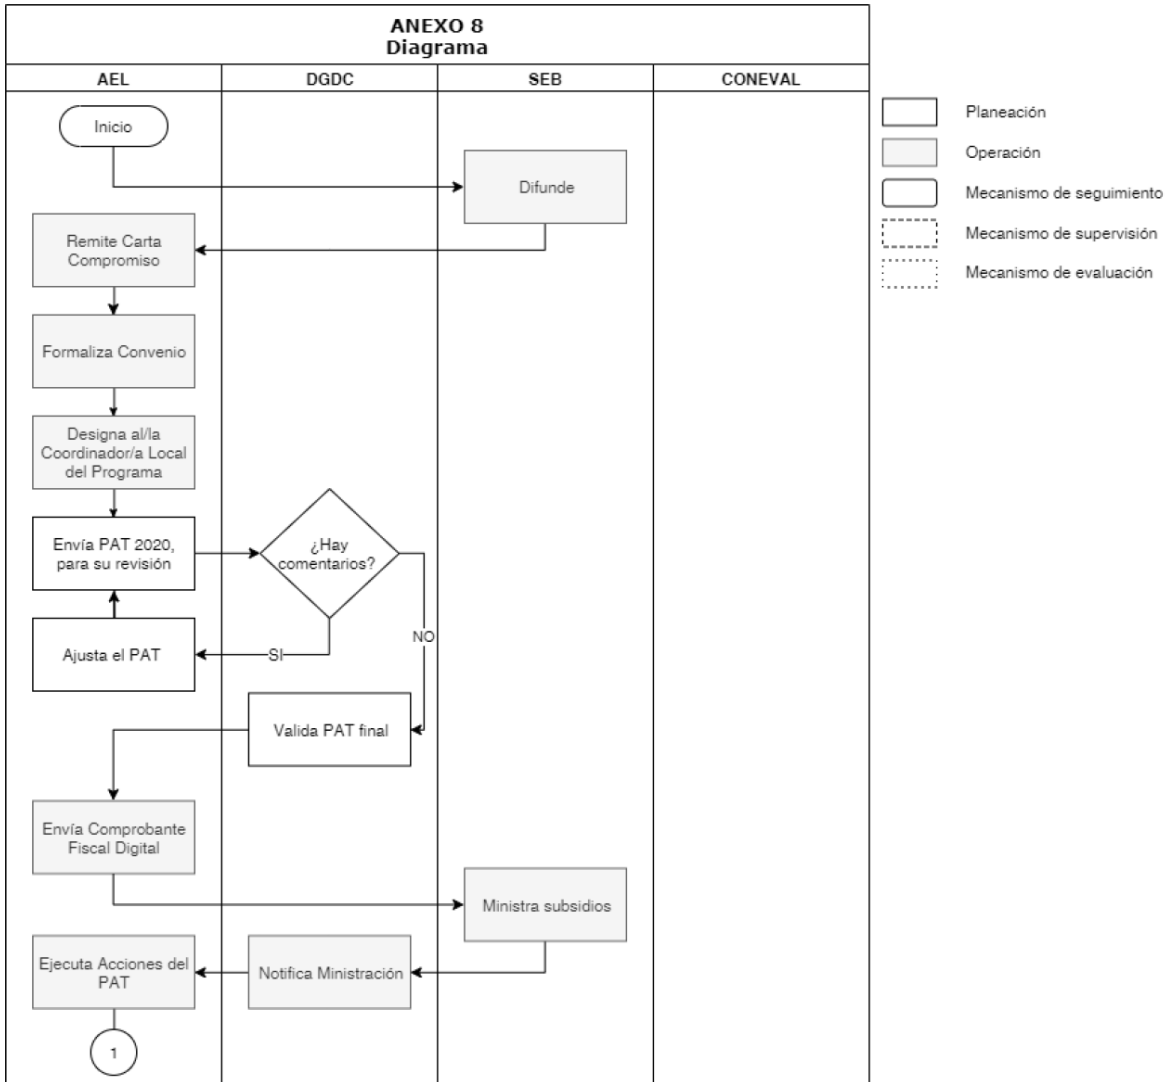 ANEXO 8
Diagrama
AEL
DGDC
SEB
CONEVAL
Inicio
Difunde
Remite Carta
Compromiso
Formaliza Convenio
Designa al/la
Coordinador/a Local
del Programa
Envía PAT 2020,
para su revisión
¿Hay
comentarios?
NO
SI
Ajusta el PAT
Valida PAT final
Envía Comprobante
Fiscal Digital
Ministra subsidios
Notifica Ministración
Ejecuta Acciones del
PAT
1
Planeación
Operación
Mecanismo de seguimiento
Mecanismo de supervisión
Mecanismo de evaluación